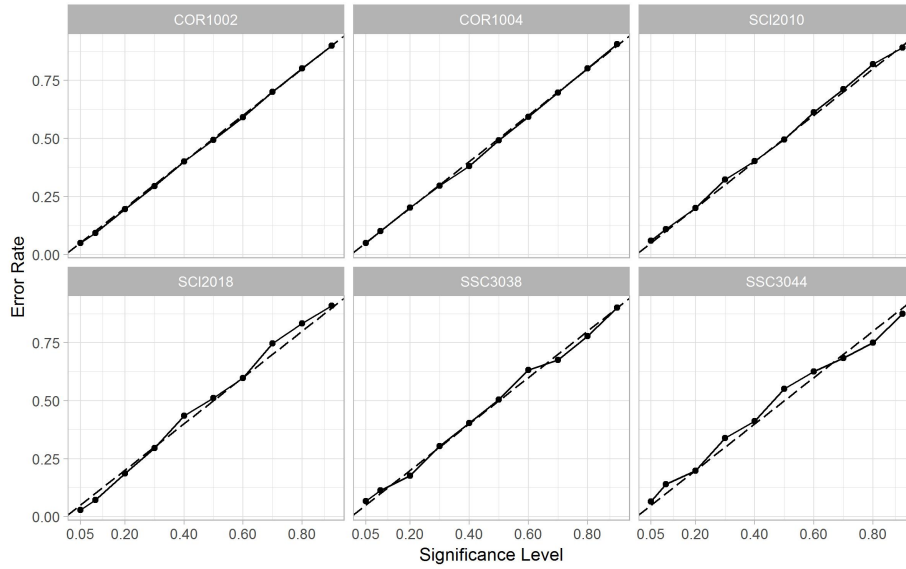 COR1002 COR1004 SCI2010
0.75
0.50
0.25
0.00
SCI2018 SSC3038 SSC3044
0.75
0.50
0.25
0.00
0.05 0.20 0.40 0.60 0.80 0.05 0.20 0.40 0.60 0.80 0.05 0.20 0.40 0.60 0.80
Significance Level
Error Rate